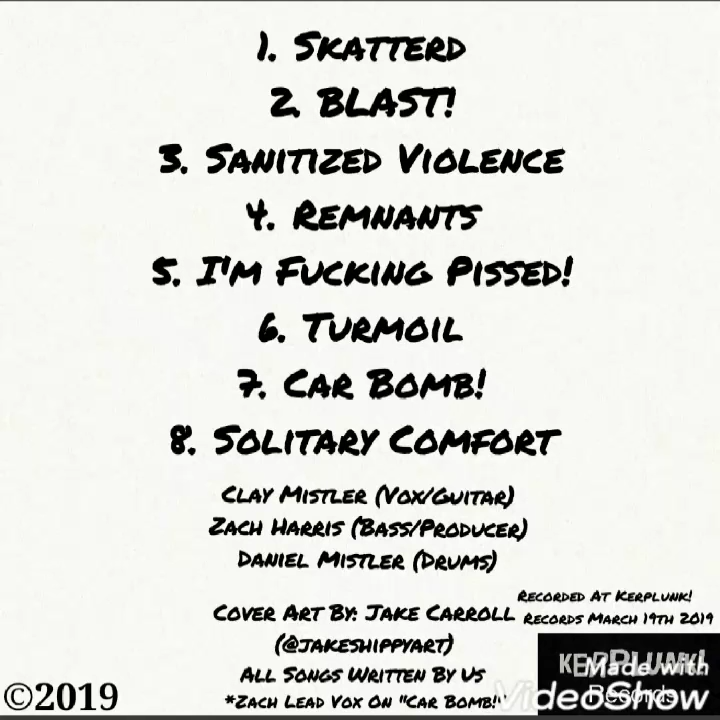 1. Skatterd
2. BLAST!
3. Sanitized Violence
4. Remnants
5. I'm Fucking Pissed!
6. Turmoil
7. Car Bomb!
8. Solitary Comfort
Clay Mistler (Vox/Guitar)
Zach Harris (Bass/Producer)
Daniel Mistler (Drums)
Recorded At Kerplunk!
Records March 19th 2019
Cover Art By: Jake Carroll
(@jakeshippyart)
All Songs Written By Us
*Zach Lead Vox On "Car Bomb!"
©2019
KERPLUNK!
Records
Made with
VideoShow